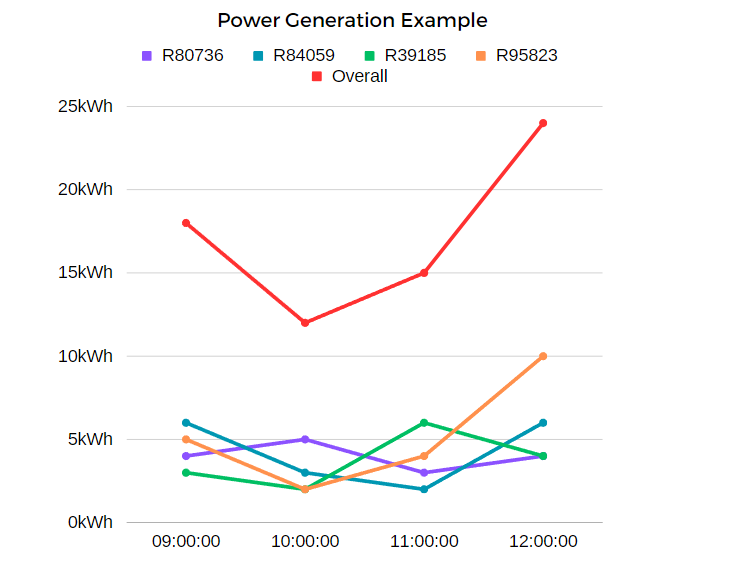 Power Generation Example
R80736 R84059 R39185 R95823
Overall
25kWh
20kWh
15kWh
10kWh
5kWh
0kWh
09:00:00 10:00:00 11:00:00 12:00:00